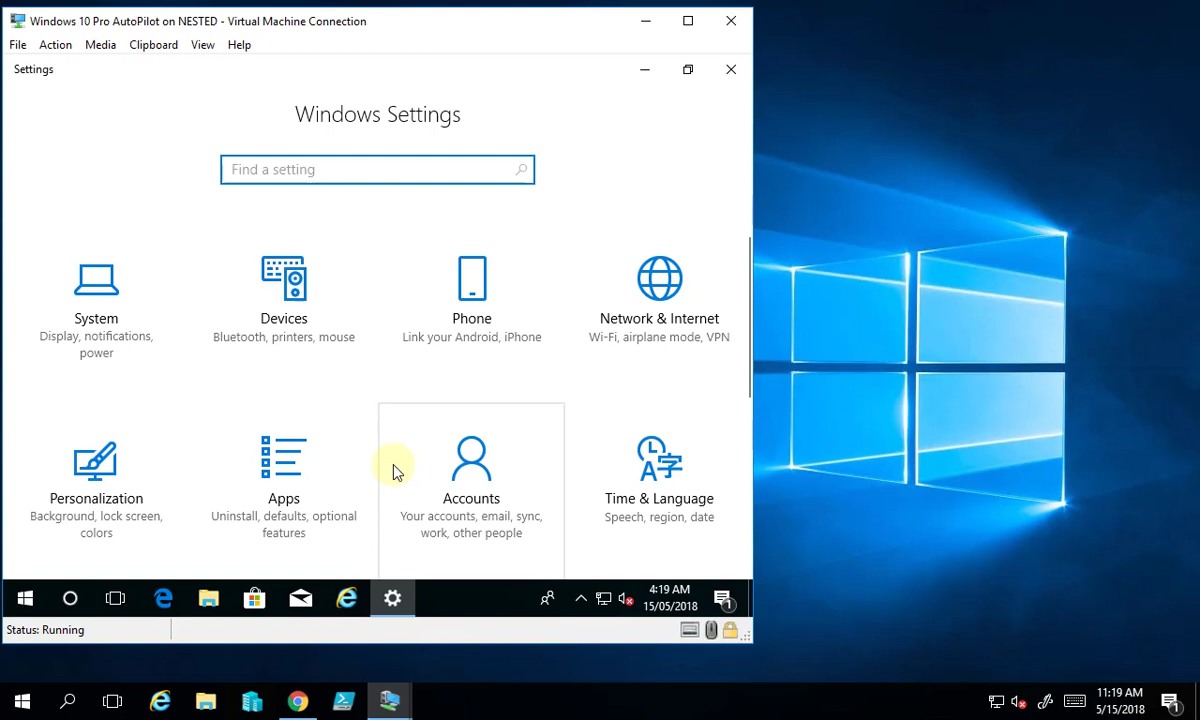 Windows 10 Pro AutoPilot on NESTED - Virtual Machine Connection
File Action Media Clipboard View Help
Settings
Windows Settings
Find a setting
System
Display, notifications,
power
Devices
Bluetooth, printers, mouse
Phone
Link your Android, iPhone
Network & Internet
Wi-Fi, airplane mode, VPN
Personalization
Background, lock screen,
colors
Apps
Uninstall, defaults, optional
features
Accounts
Your accounts, email, sync,
work, other people
Time & Language
Speech, region, date
4:19 AM
15/05/2018
1
Status: Running
11:19 AM
5/15/2018
1